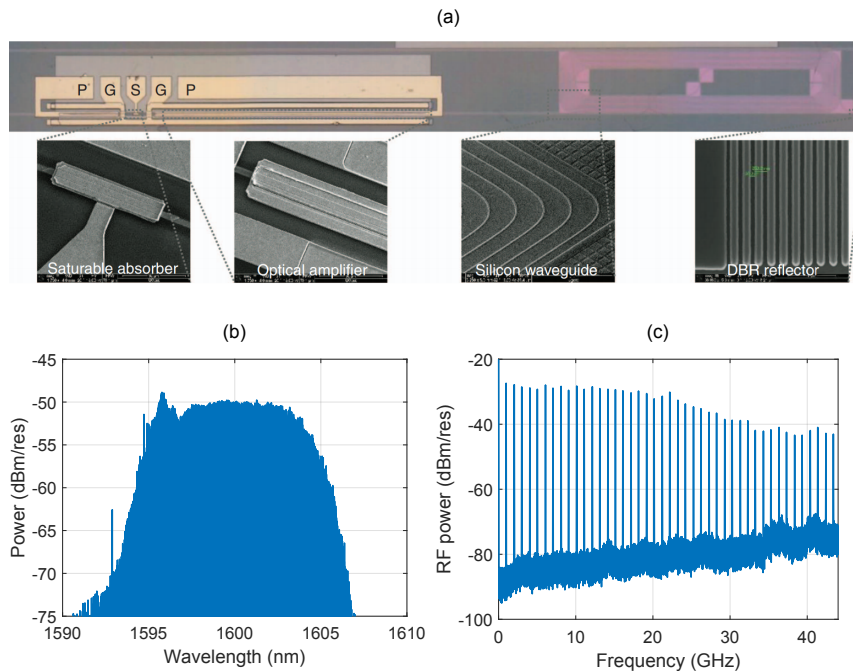 (a)
P G S G P
Saturable absorber
Optical amplifier
Silicon waveguide
DBR reflector
(b)
-45
-50
-55
-60
-65
-70
-75
Power (dBm/res)
1590 1595 1600 1605 1610
Wavelength (nm)
(c)
-20
-40
-60
-80
-100
RF power (dBm/res)
0 10 20 30 40
Frequency (GHz)